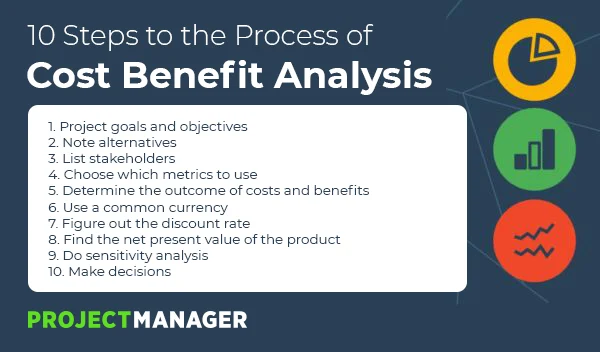 10 Steps to the Process of
Cost Benefit Analysis
1. Project goals and objectives
2. Note alternatives
3. List stakeholders
4. Choose which metrics to use
5. Determine the outcome of costs and benefits
6. Use a common currency
7. Figure out the discount rate
8. Find the net present value of the product
9. Do sensitivity analysis
10. Make decisions
PROJECTMANAGER